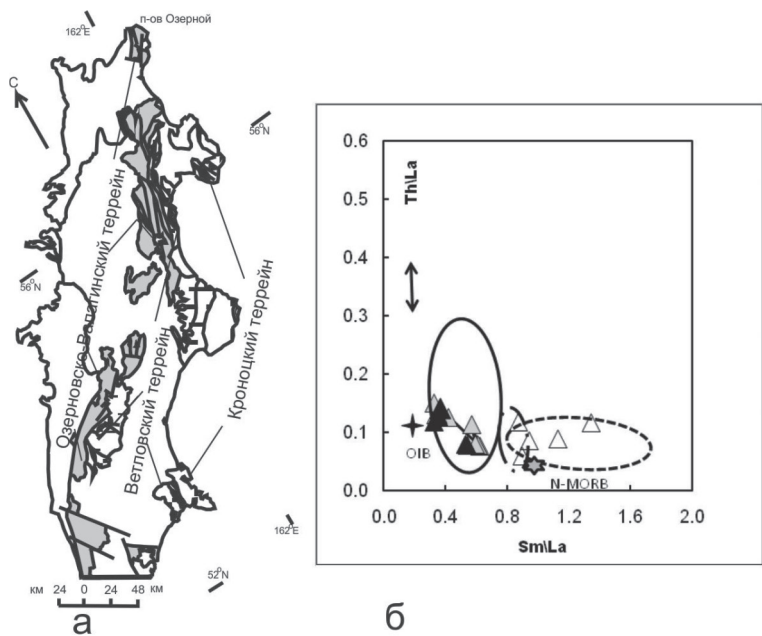 п-ов Озерной
162°E
С
56°N
56°N
Озерновско-Валагинский террейн
Ветловский террейн
Кроноцкий террейн
162°E
52°N
км 24 0 24 48 км
а
0.6
0.5
0.4
0.3
0.2
0.1
0.0
Th\La
OIB
N-MORB
0.0 0.4 0.8 1.2 1.6 2.0
Sm\La
б